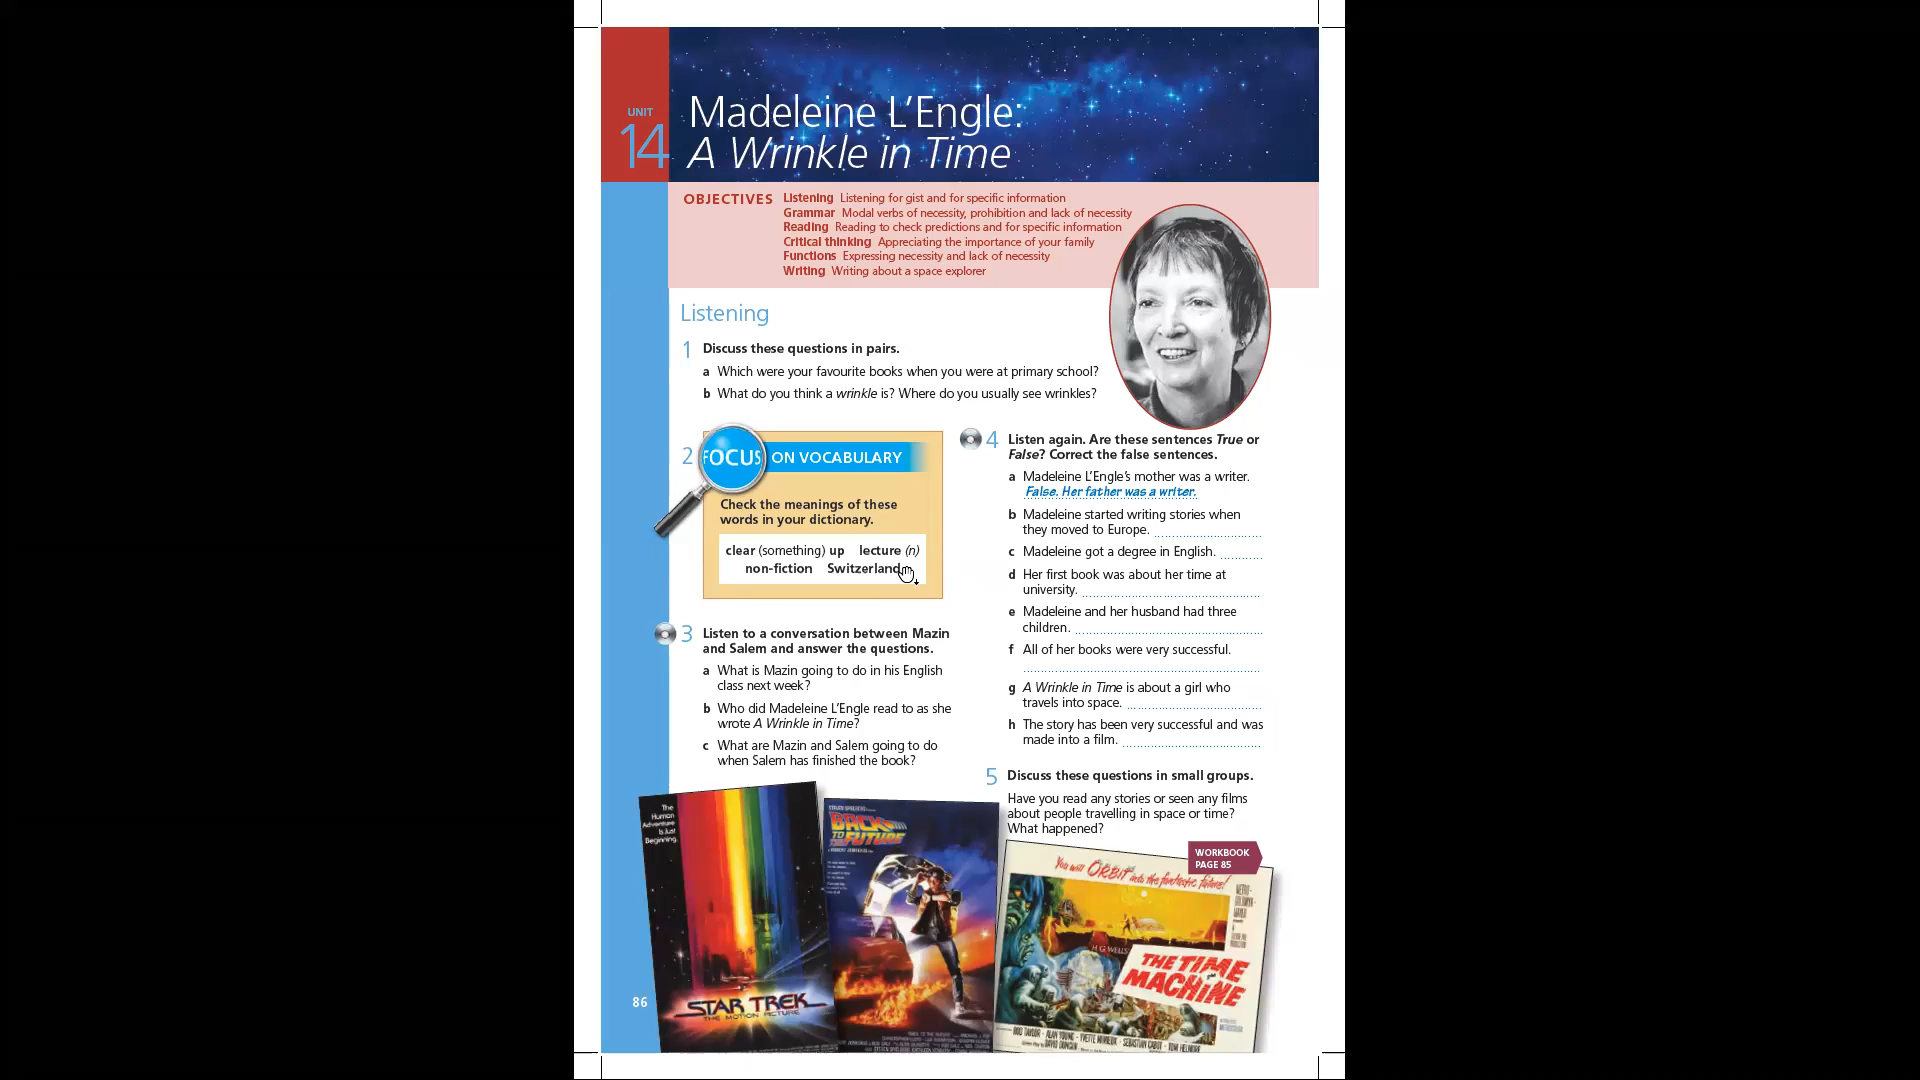 UNIT
14
Madeleine L'Engle:
A Wrinkle in Time
OBJECTIVES
Listening Listening for gist and for specific information
Grammar Modal verbs of necessity, prohibition and lack of necessity
Reading Reading to check predictions and for specific information
Critical thinking Appreciating the importance of your family
Functions Expressing necessity and lack of necessity
Writing Writing about a space explorer
Listening
1 Discuss these questions in pairs.
a Which were your favourite books when you were at primary school?
b What do you think a wrinkle is? Where do you usually see wrinkles?
2 FOCUS ON VOCABULARY
Check the meanings of these
words in your dictionary.
clear (something) up lecture (n)
non-fiction Switzerland
3 Listen to a conversation between Mazin
and Salem and answer the questions.
a What is Mazin going to do in his English
class next week?
b Who did Madeleine L'Engle read to as she
wrote A Wrinkle in Time?
c What are Mazin and Salem going to do
when Salem has finished the book?
4 Listen again. Are these sentences True or
False? Correct the false sentences.
a Madeleine L'Engle's mother was a writer.
False. Her father was a writer.
b Madeleine started writing stories when
they moved to Europe.
c Madeleine got a degree in English.
d Her first book was about her time at
university.
e Madeleine and her husband had three
children.
f All of her books were very successful.
g A Wrinkle in Time is about a girl who
travels into space.
h The story has been very successful and was
made into a film.
5 Discuss these questions in small groups.
Have you read any stories or seen any films
about people travelling in space or time?
What happened?
WORKBOOK
PAGE 85
The
Human
Adventure
Is Just
Beginning.
STAR TREK
THE MOTION PICTURE
BACK
TO THE
FUTURE
You will ORBIT into the fantastic future!
H. G. WELLS'
THE TIME
MACHINE
ROD TAYLOR · ALAN YOUNG · YVETTE MIMIEUX · SEBASTIAN CABOT · TOM HELMORE
86